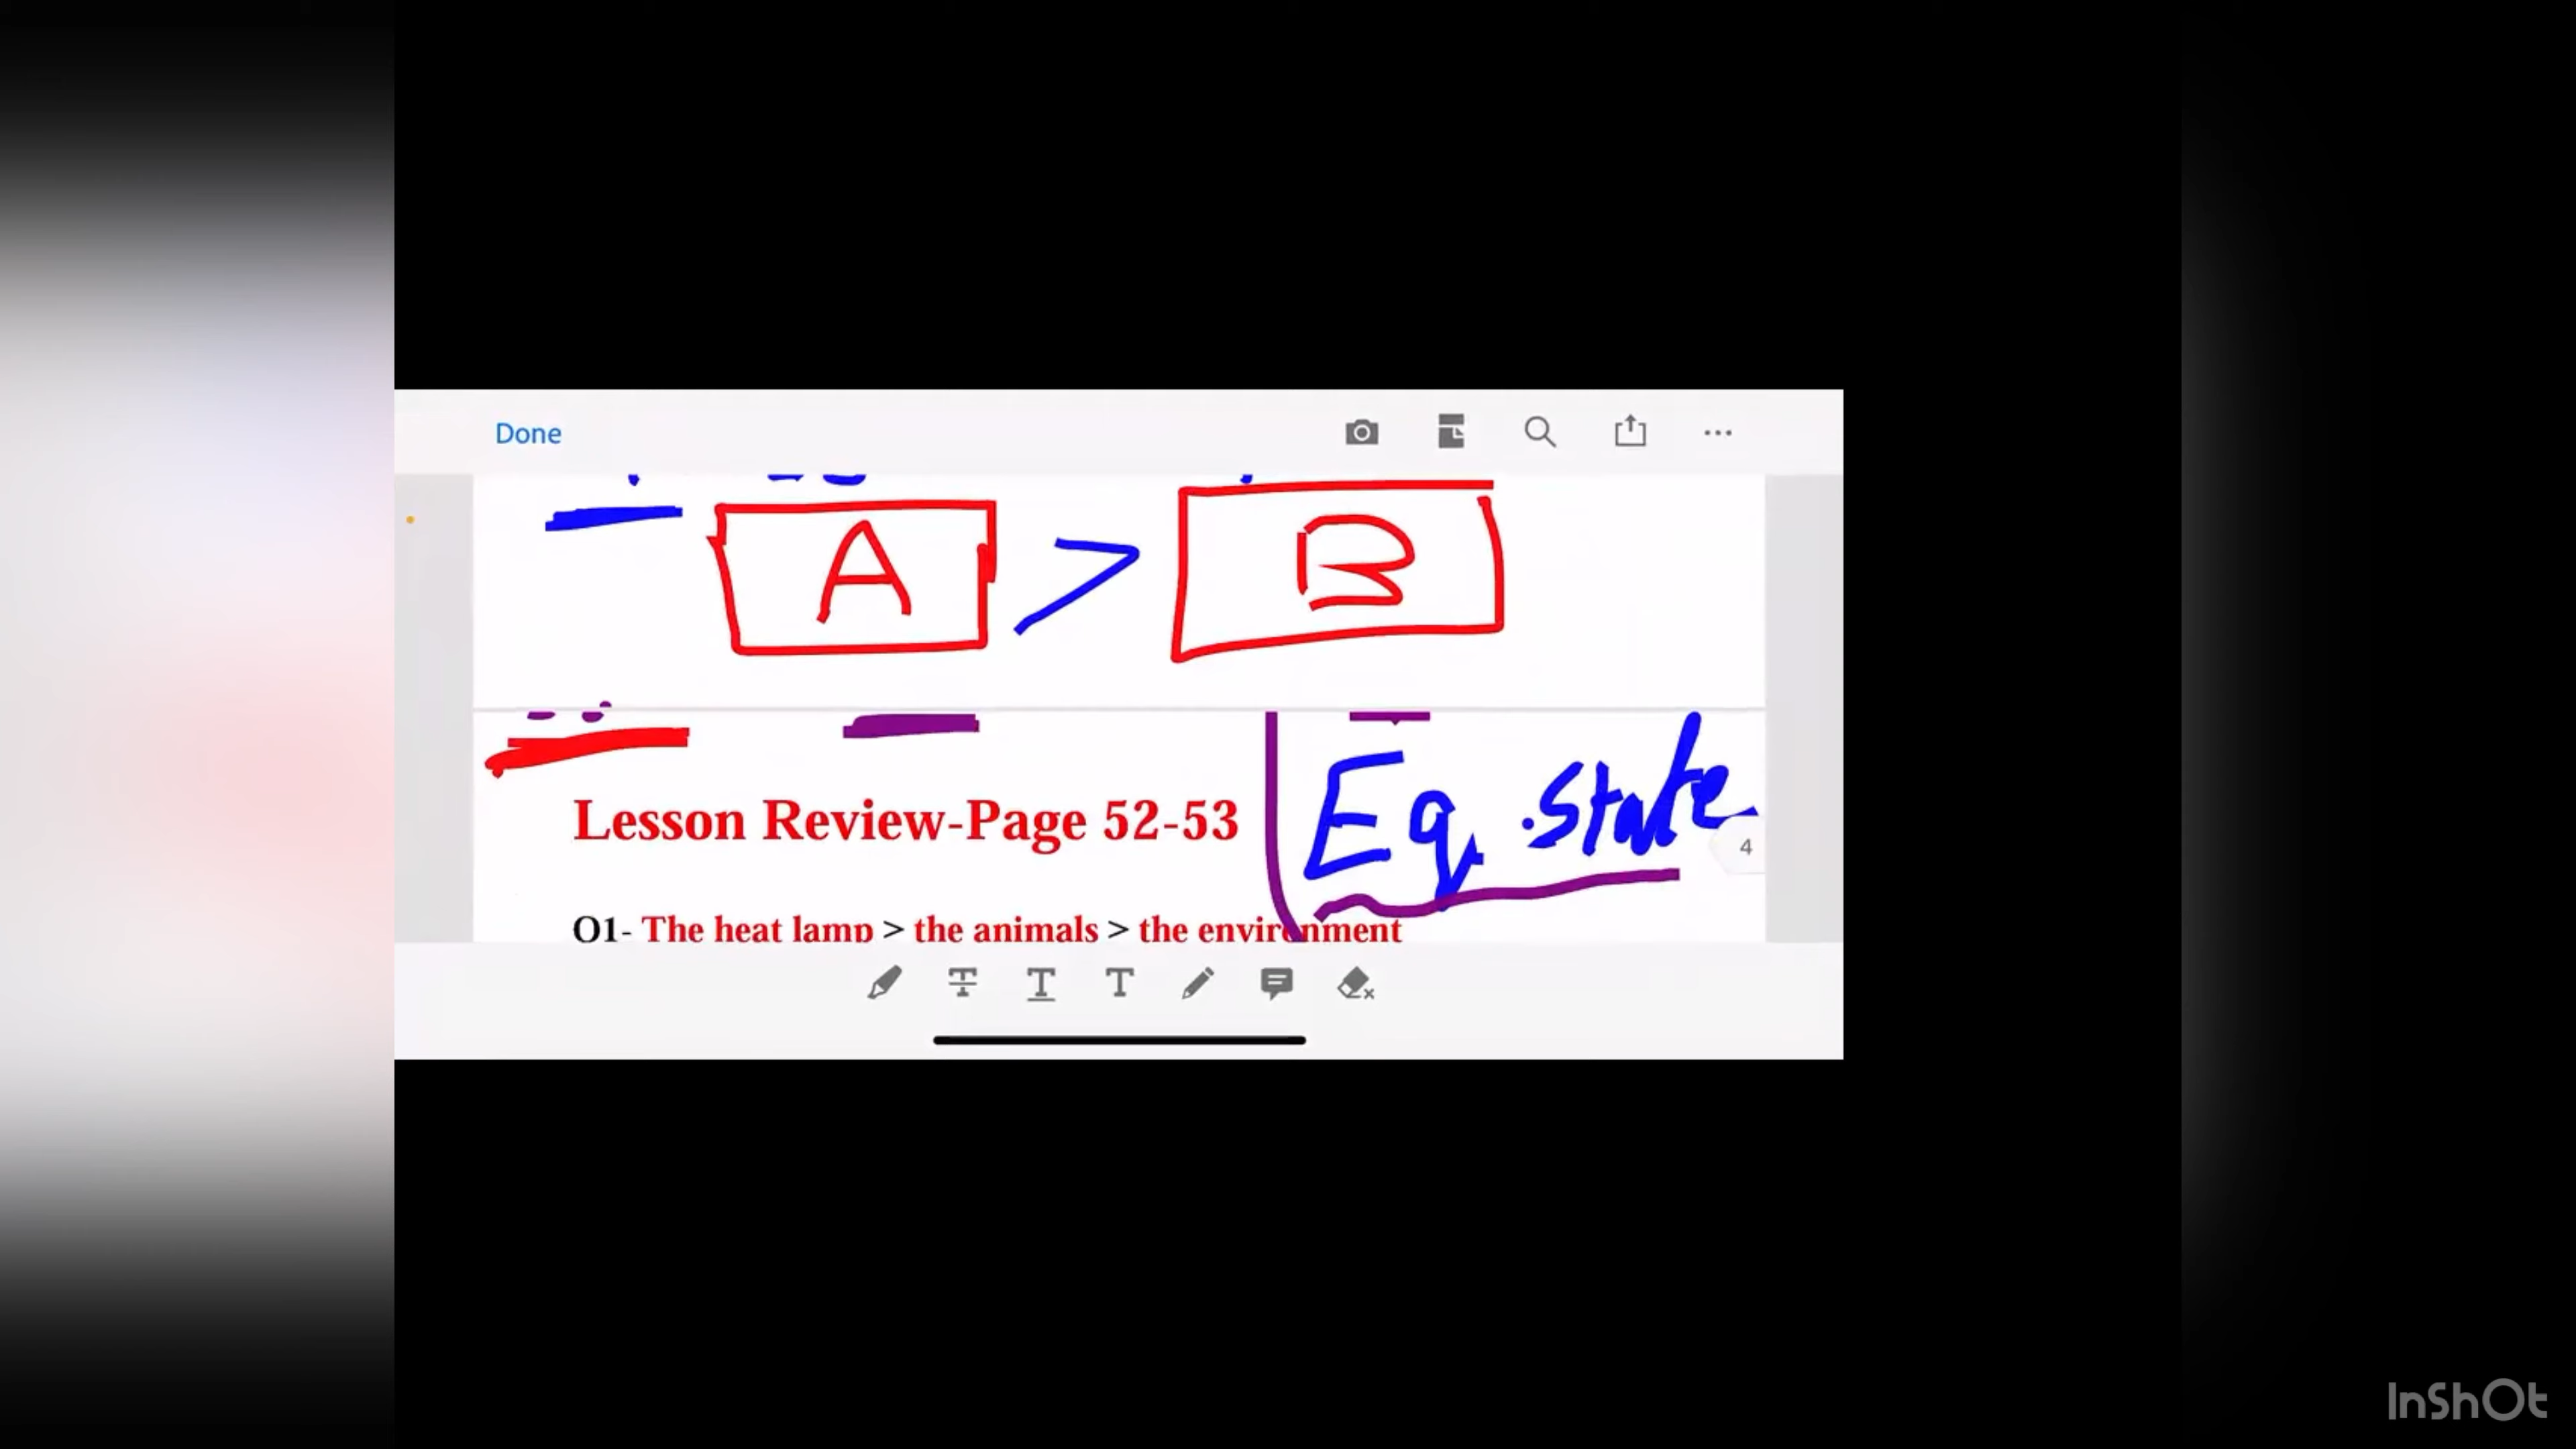 Done
A > B
Eq. state
Lesson Review-Page 52-53
4
Q1- The heat lamp > the animals > the environment
InShOt